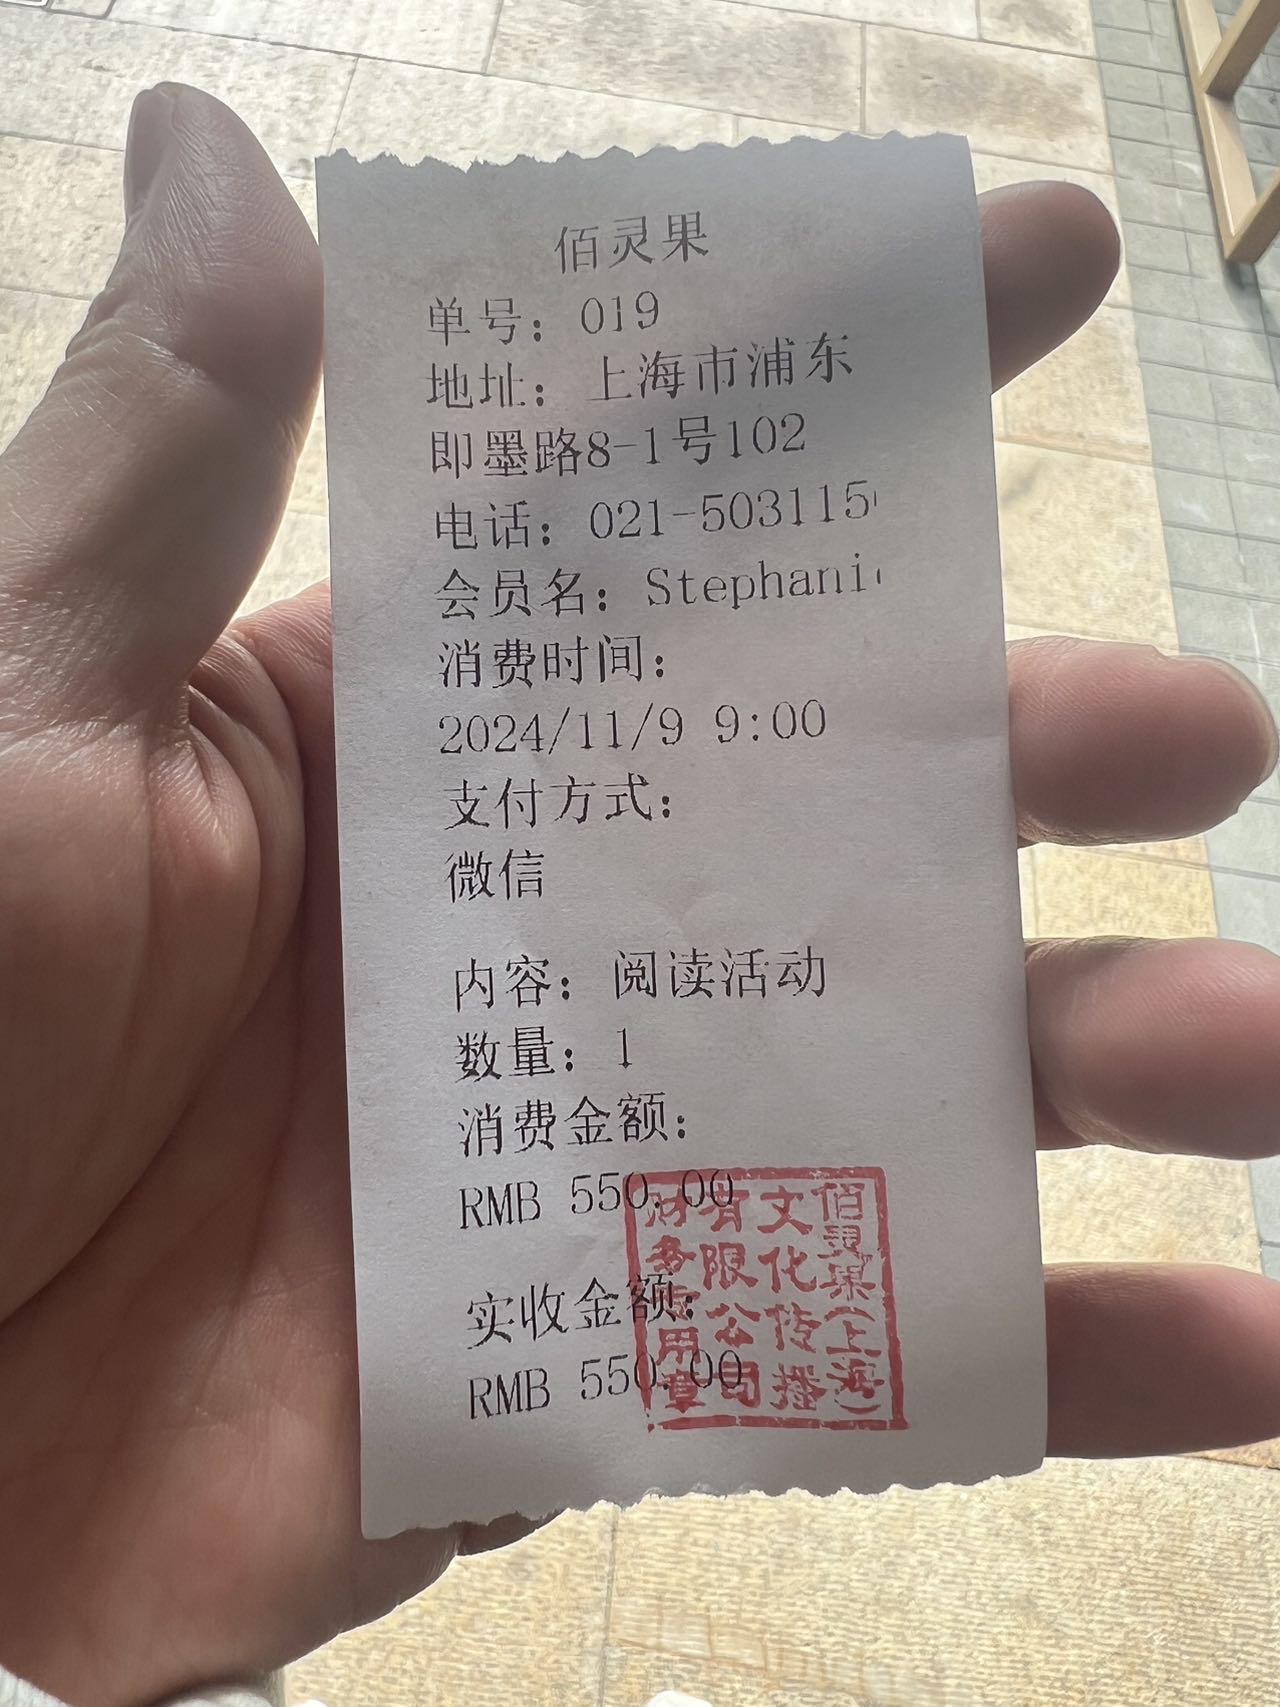 佰灵果
单号：019
地址：上海市浦东
即墨路8-1号102
电话：021-5031150
会员名：Stephani
消费时间：
2024/11/9 9:00
支付方式：
微信
内容：阅读活动
数量：1
消费金额：
RMB 550.00
实收金额：
RMB 550.00
佰灵果（上海）
文化传播
有限公司
财务专用章